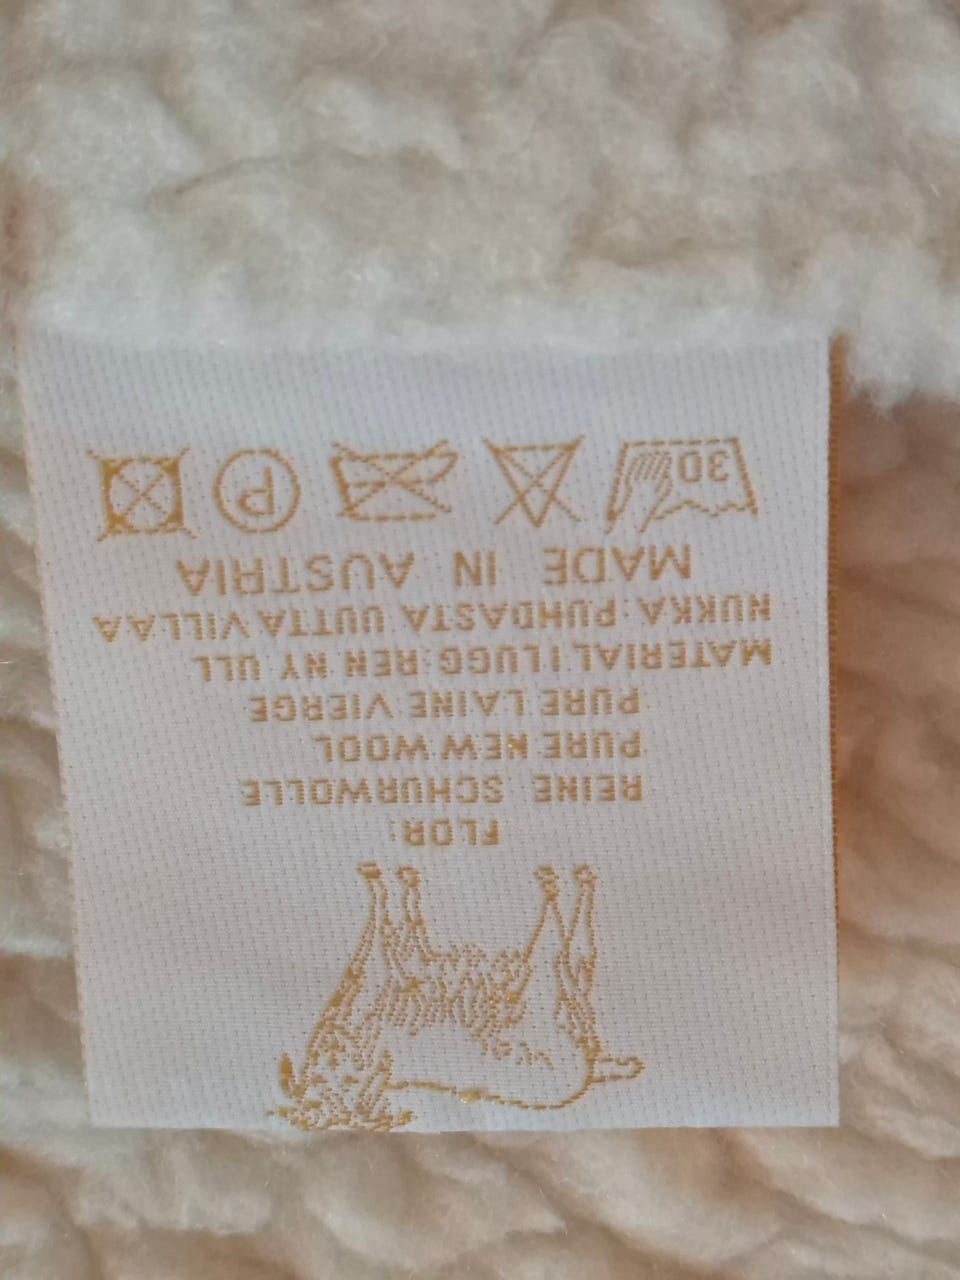 FLOR:
REINE SCHURWOLLE
PURE NEW WOOL
PURE LAINE VIERGE
MATERIAL I LUGG REN NY ULL
NUKKA PUHDASTA UUTTA VILLAA
MADE IN AUSTRIA
30 P